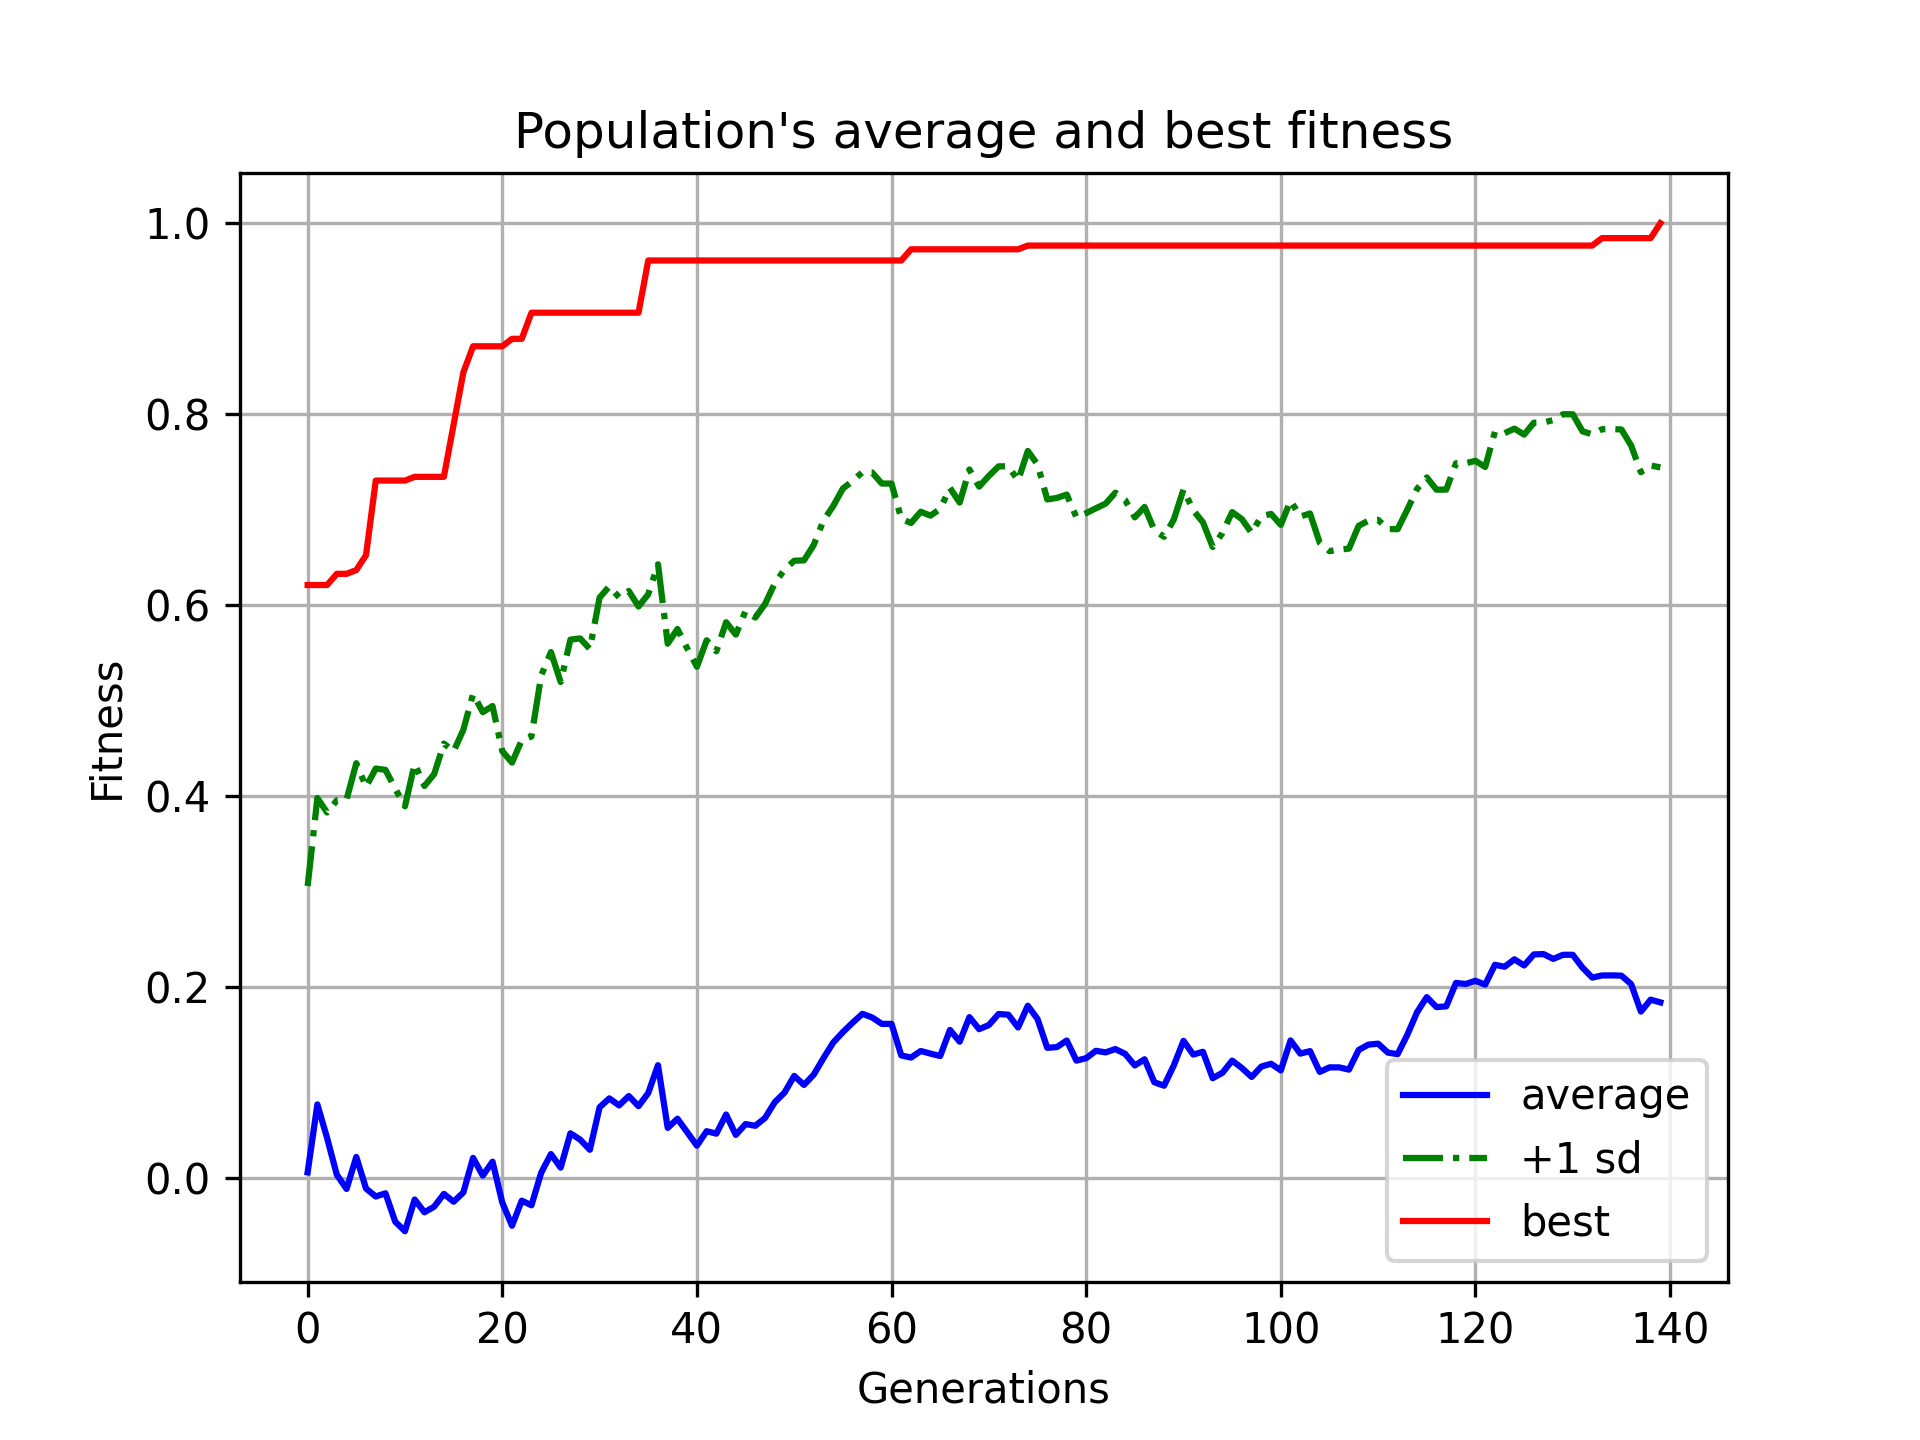 Population's average and best fitness
1.0
0.8
0.6
0.4
0.2
0.0
Fitness
0 20 40 60 80 100 120 140
Generations
average
+1 sd
best